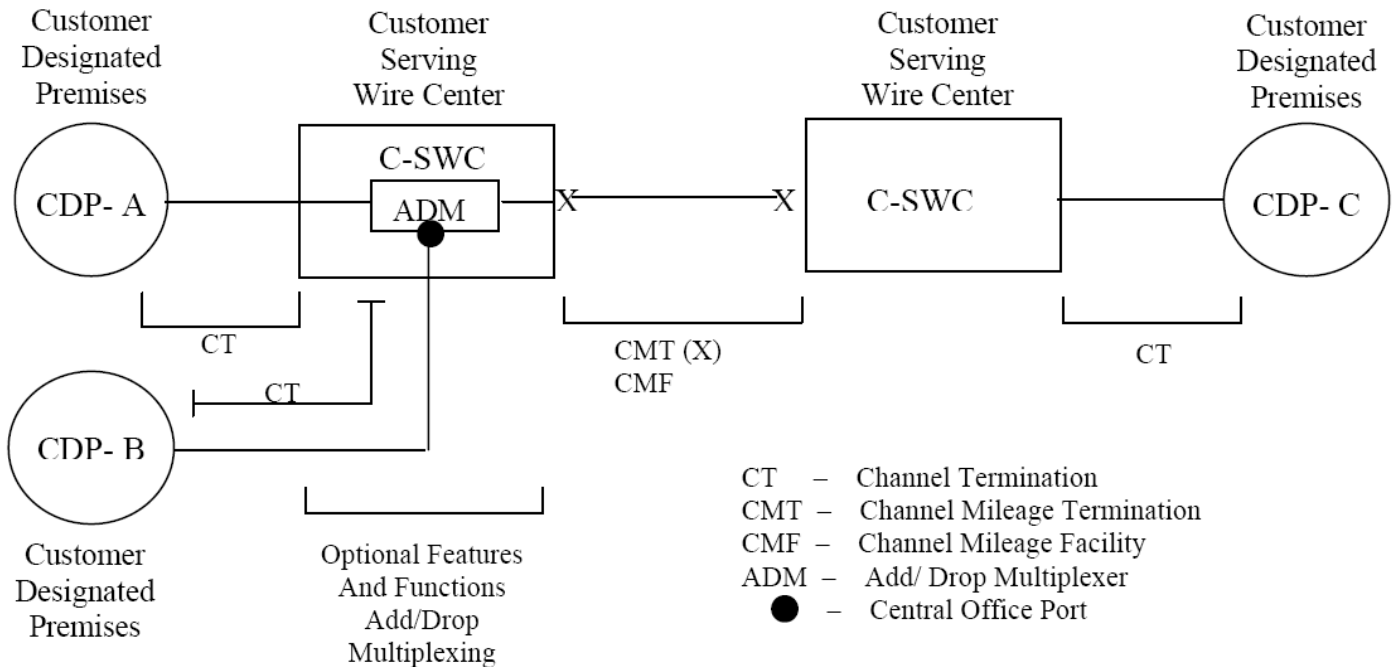 Customer
Designated
Premises
Customer
Serving
Wire Center
Customer
Serving
Wire Center
Customer
Designated
Premises
CDP- A
C-SWC
ADM
X
X
C-SWC
CDP- C
CT
CMT (X)
CMF
CT
CT
CDP- B
Customer
Designated
Premises
Optional Features
And Functions
Add/Drop
Multiplexing
CT – Channel Termination
CMT – Channel Mileage Termination
CMF – Channel Mileage Facility
ADM – Add/ Drop Multiplexer
– Central Office Port